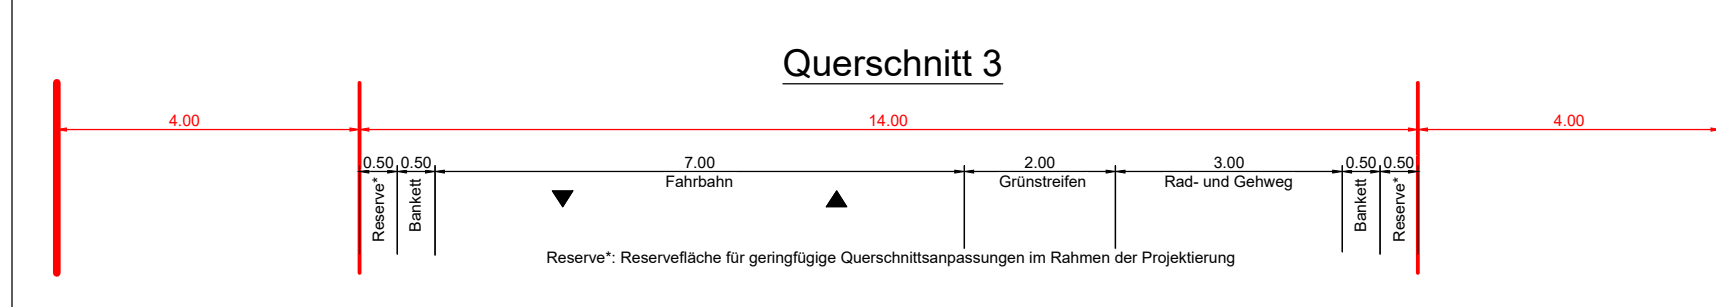 Querschnitt 3
4.00 14.00 4.00
0.50 0.50 7.00 2.00 3.00 0.50 0.50
Reserve* Bankett Fahrbahn Grünstreifen Rad- und Gehweg Bankett Reserve*
Reserve*: Reservefläche für geringfügige Querschnittsanpassungen im Rahmen der Projektierung